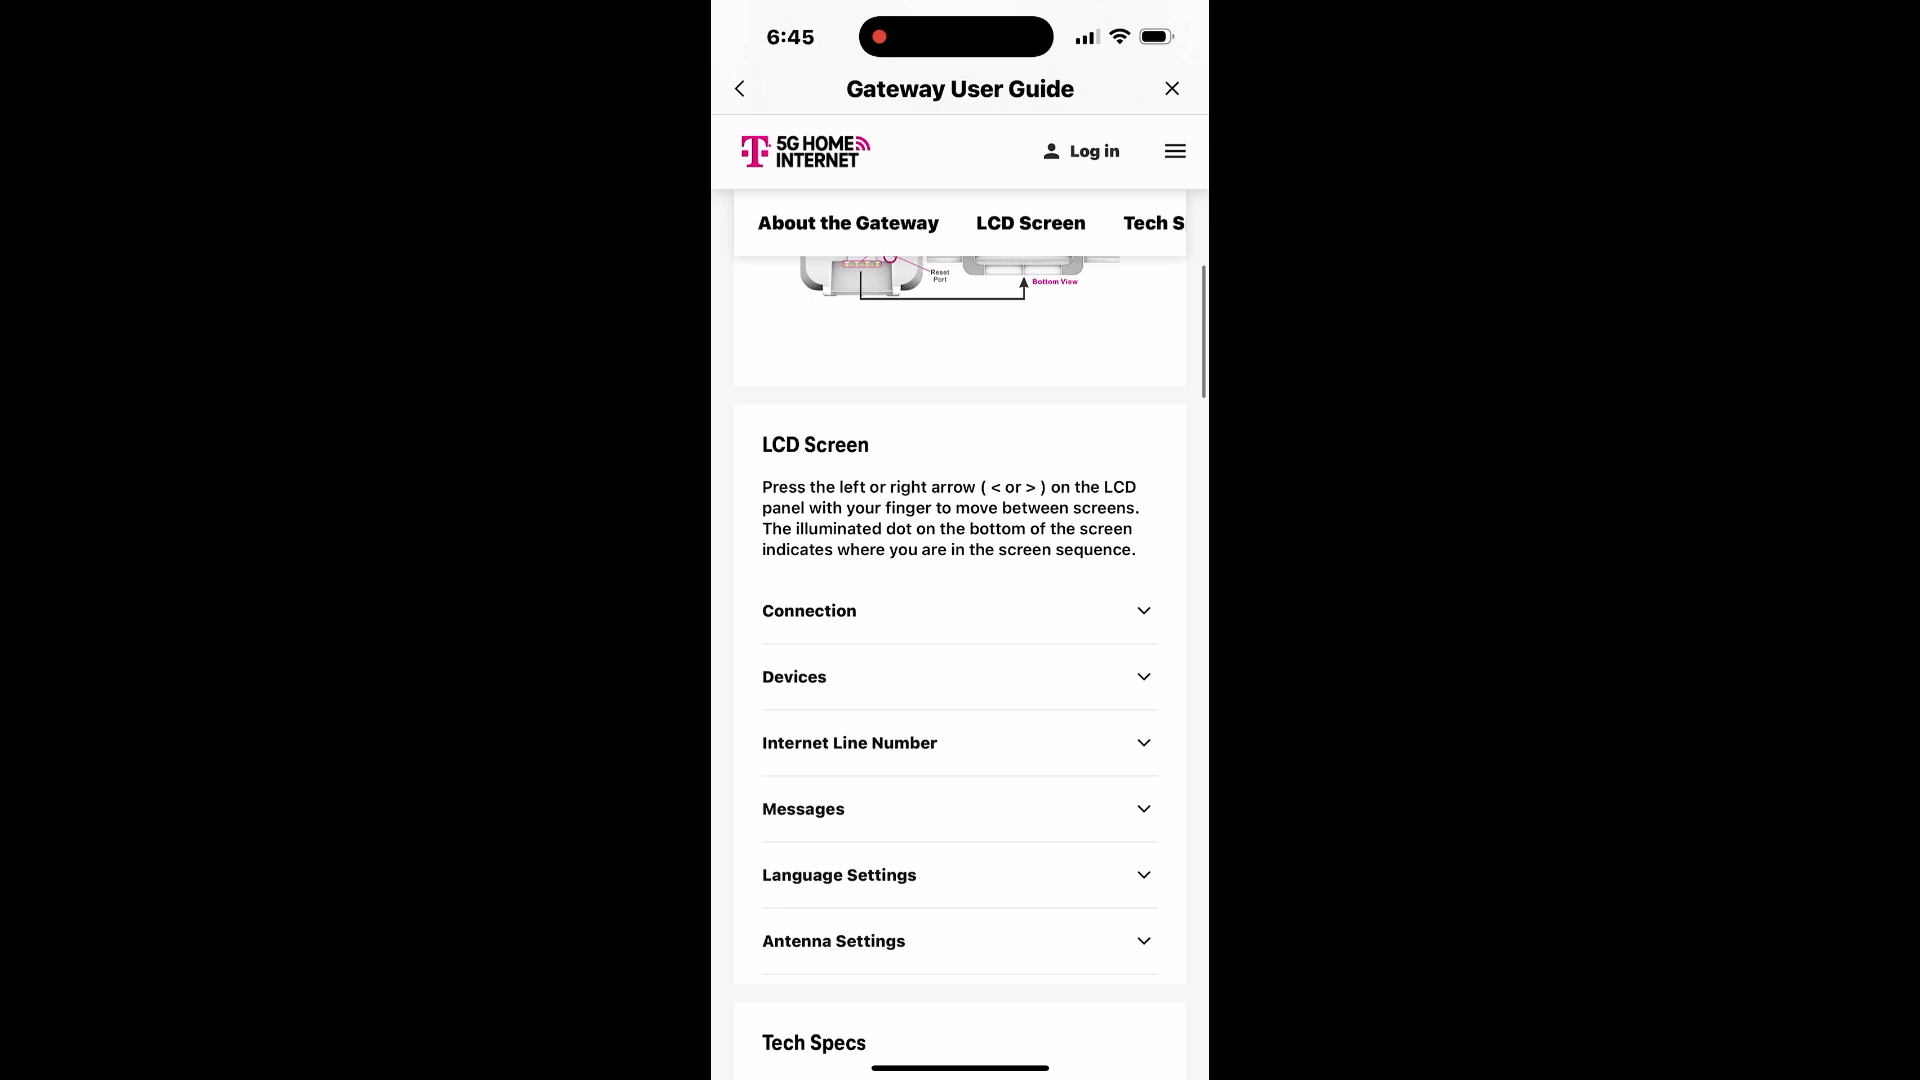 6:45
Gateway User Guide
T 5G HOME
INTERNET
Log in
About the Gateway LCD Screen Tech S
Reset
Port
Bottom View
LCD Screen
Press the left or right arrow ( < or > ) on the LCD
panel with your finger to move between screens.
The illuminated dot on the bottom of the screen
indicates where you are in the screen sequence.
Connection
Devices
Internet Line Number
Messages
Language Settings
Antenna Settings
Tech Specs